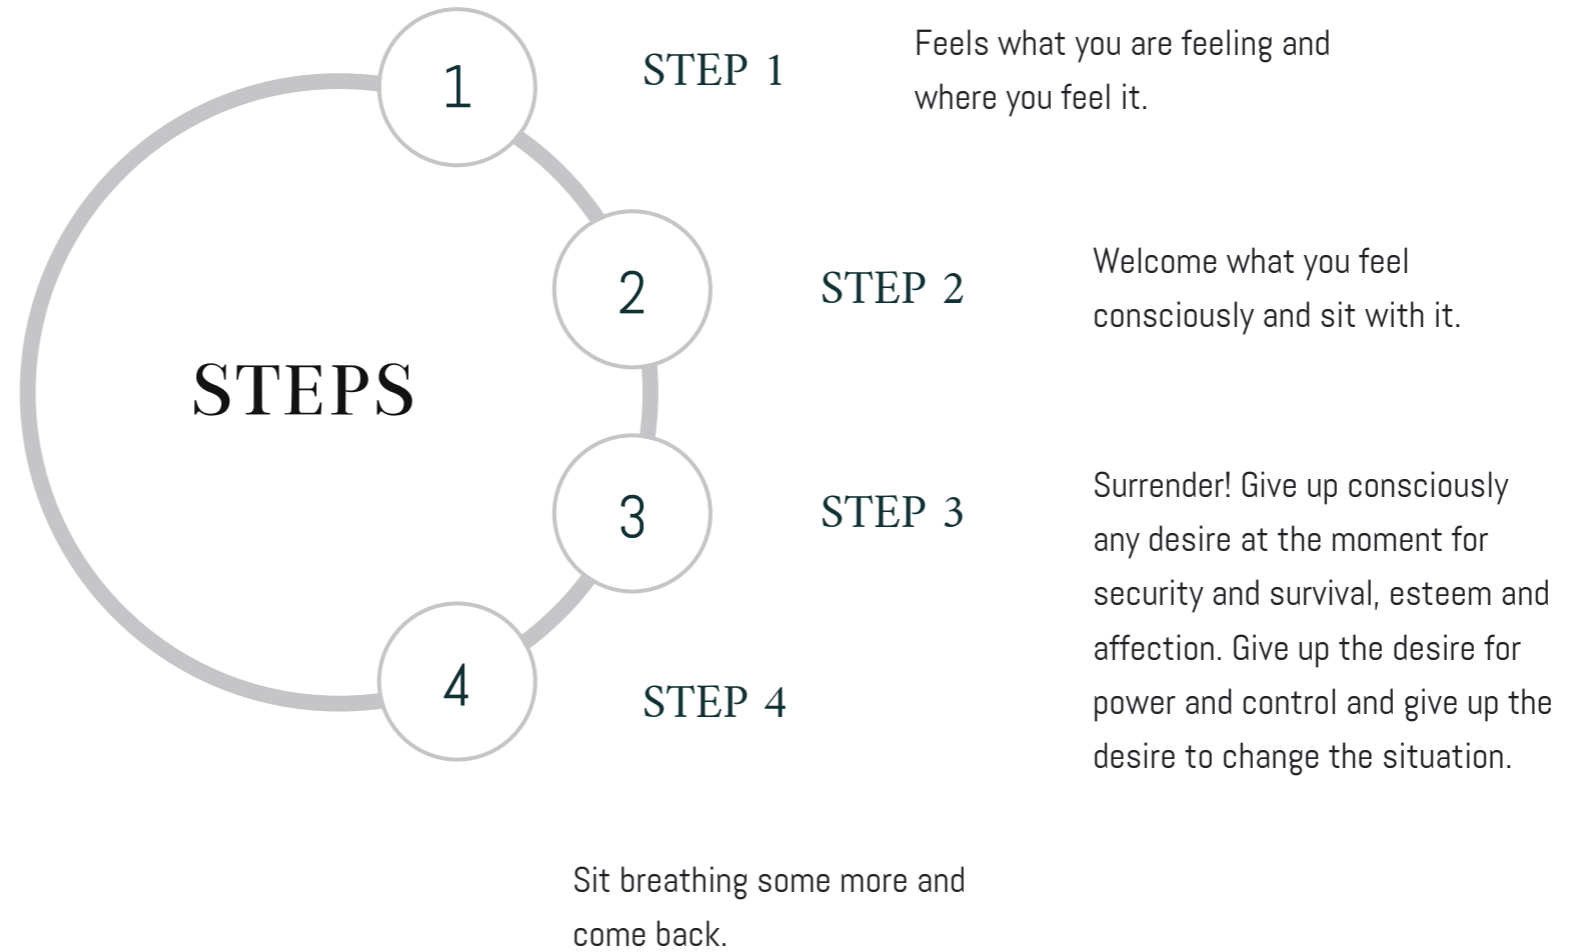 STEPS
1
STEP 1
Feels what you are feeling and
where you feel it.
2
STEP 2
Welcome what you feel
consciously and sit with it.
3
STEP 3
Surrender! Give up consciously
any desire at the moment for
security and survival, esteem and
affection. Give up the desire for
power and control and give up the
desire to change the situation.
4
STEP 4
Sit breathing some more and
come back.